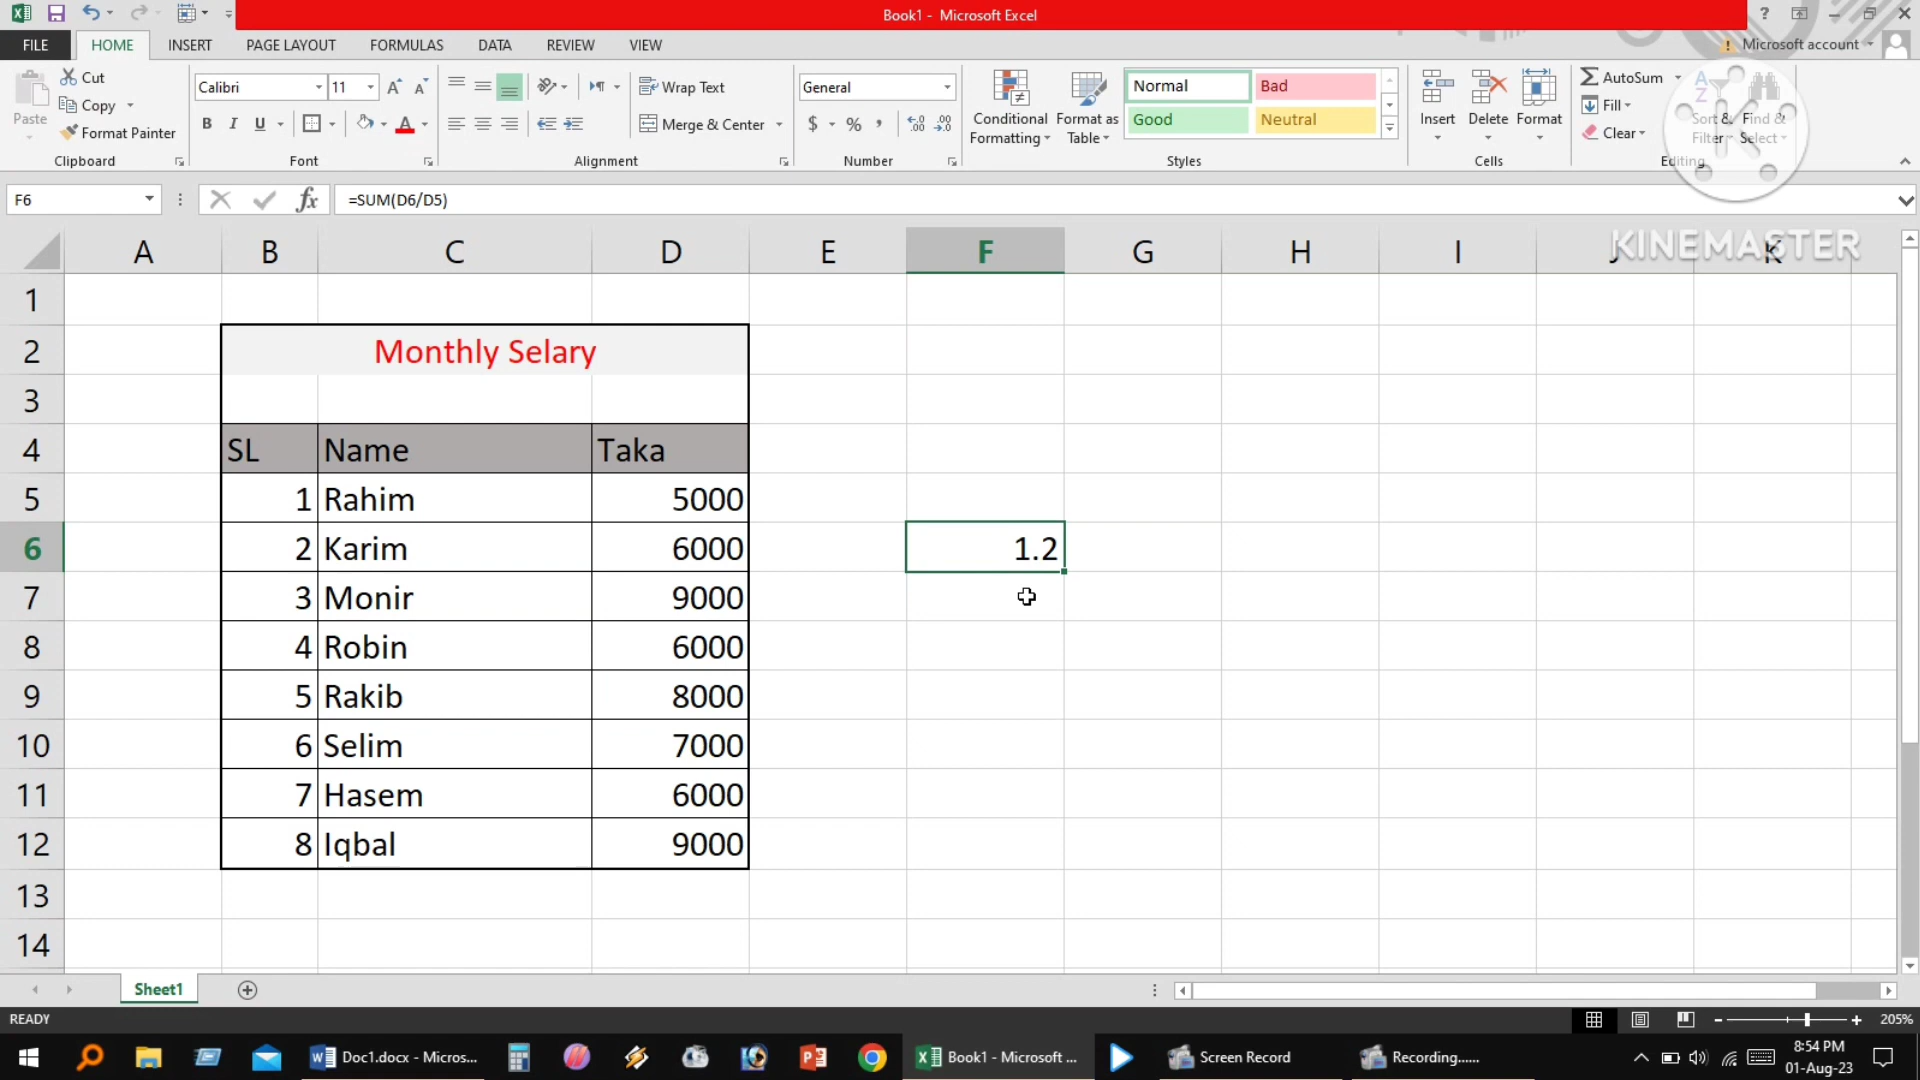 Book1 - Microsoft Excel
FILE HOME INSERT PAGE LAYOUT FORMULAS DATA REVIEW VIEW Microsoft account
Paste
Cut
Copy
Format Painter
Clipboard
Calibri 11
B I U
Font
Wrap Text
Merge & Center
Alignment
General
$ % ,
Number
Conditional Formatting
Format as Table
Normal Bad
Good Neutral
Styles
Insert Delete Format
Cells
AutoSum
Fill
Clear
Sort & Filter
Find & Select
Editing
KINEMASTER
F6 fx =SUM(D6/D5)
A B C D E F G H I J K
1
2 Monthly Selary
3
4 SL Name Taka
5 1 Rahim 5000
6 2 Karim 6000 1.2
7 3 Monir 9000
8 4 Robin 6000
9 5 Rakib 8000
10 6 Selim 7000
11 7 Hasem 6000
12 8 Iqbal 9000
13
14
Sheet1
READY 205%
Doc1.docx - Micros... Book1 - Microsoft ... Screen Record Recording...... 8:54 PM
01-Aug-23